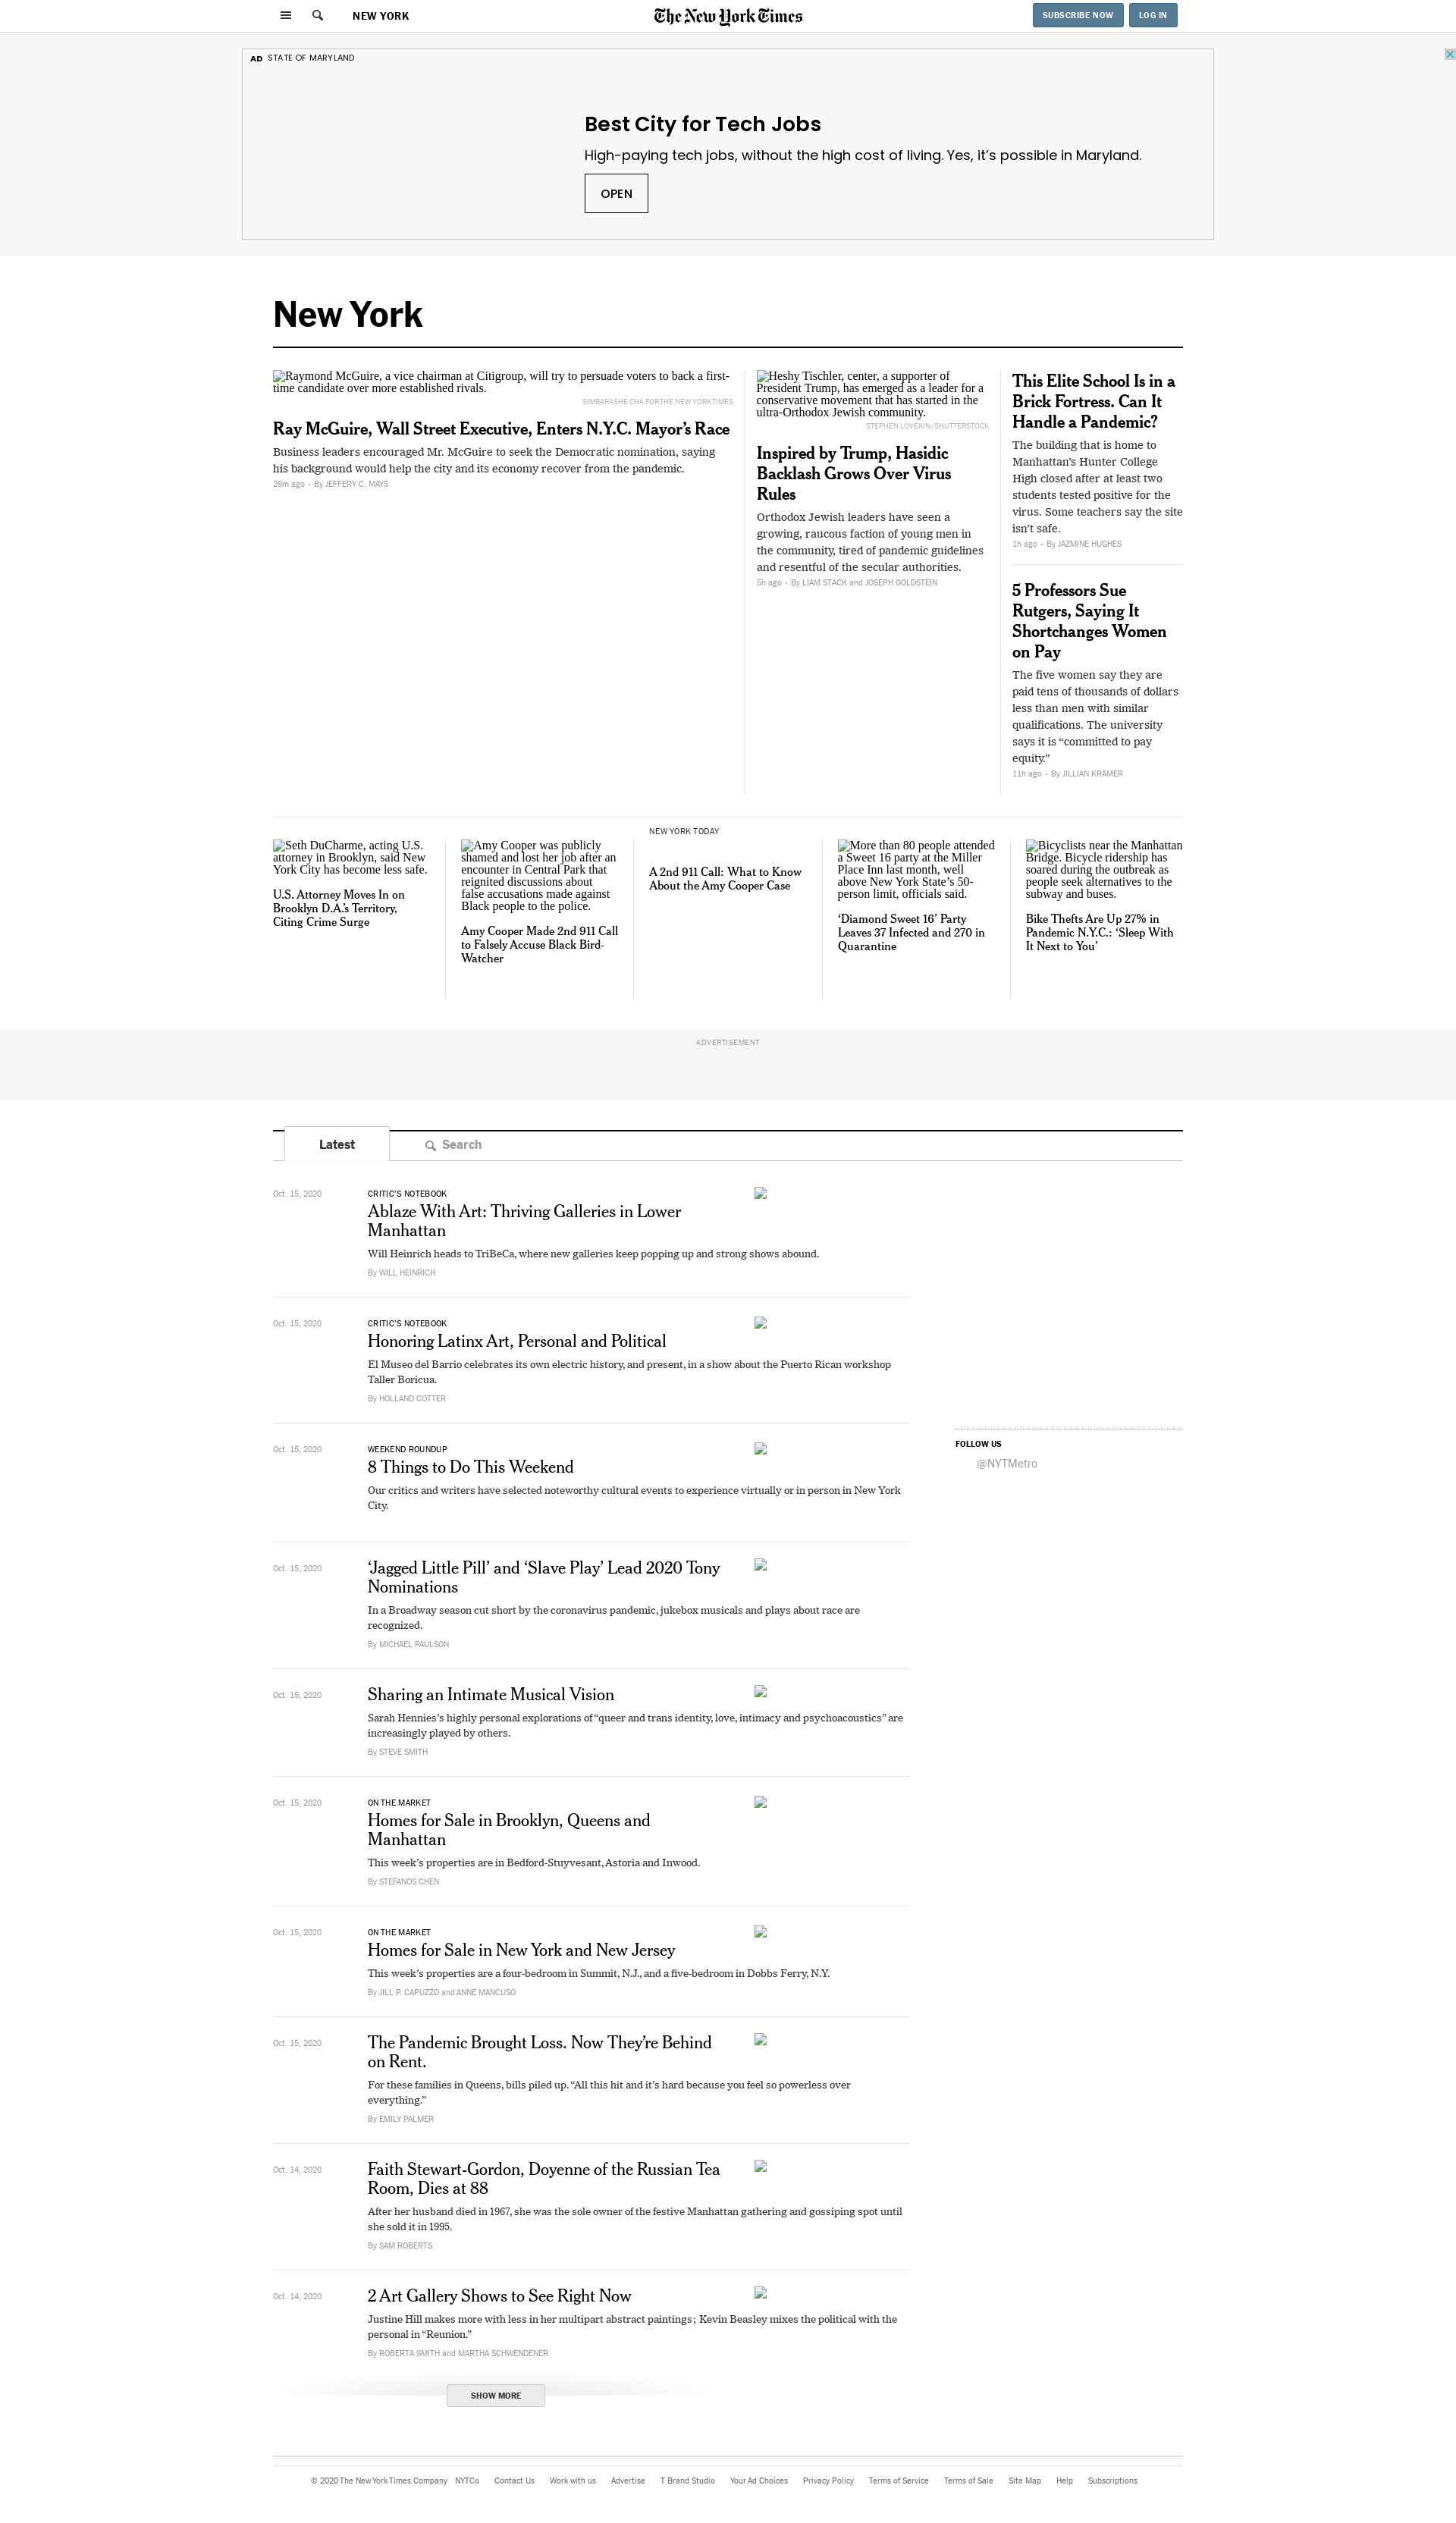 NEW YORK
The New York Times
SUBSCRIBE NOW
LOG IN
AD STATE OF MARYLAND
Best City for Tech Jobs
High-paying tech jobs, without the high cost of living. Yes, it’s possible in Maryland.
OPEN
New York
Raymond McGuire, a vice chairman at Citigroup, will try to persuade voters to back a first-
time candidate over more established rivals.
SIMBARASHE CHA FOR THE NEW YORK TIMES
Ray McGuire, Wall Street Executive, Enters N.Y.C. Mayor’s Race
Business leaders encouraged Mr. McGuire to seek the Democratic nomination, saying
his background would help the city and its economy recover from the pandemic.
26m ago • By JEFFERY C. MAYS
Heshy Tischler, center, a supporter of
President Trump, has emerged as a leader for a
conservative movement that has started in the
ultra-Orthodox Jewish community.
STEPHEN LOVEKIN/SHUTTERSTOCK
Inspired by Trump, Hasidic
Backlash Grows Over Virus
Rules
Orthodox Jewish leaders have seen a
growing, raucous faction of young men in
the community, tired of pandemic guidelines
and resentful of the secular authorities.
5h ago • By LIAM STACK and JOSEPH GOLDSTEIN
This Elite School Is in a
Brick Fortress. Can It
Handle a Pandemic?
The building that is home to
Manhattan’s Hunter College
High closed after at least two
students tested positive for the
virus. Some teachers say the site
isn’t safe.
1h ago • By JAZMINE HUGHES
5 Professors Sue
Rutgers, Saying It
Shortchanges Women
on Pay
The five women say they are
paid tens of thousands of dollars
less than men with similar
qualifications. The university
says it is “committed to pay
equity.”
11h ago • By JILLIAN KRAMER
Seth DuCharme, acting U.S.
attorney in Brooklyn, said New
York City has become less safe.
U.S. Attorney Moves In on
Brooklyn D.A.’s Territory,
Citing Crime Surge
Amy Cooper was publicly
shamed and lost her job after an
encounter in Central Park that
reignited discussions about
false accusations made against
Black people to the police.
Amy Cooper Made 2nd 911 Call
to Falsely Accuse Black Bird-
Watcher
NEW YORK TODAY
A 2nd 911 Call: What to Know
About the Amy Cooper Case
More than 80 people attended
a Sweet 16 party at the Miller
Place Inn last month, well
above New York State’s 50-
person limit, officials said.
‘Diamond Sweet 16’ Party
Leaves 37 Infected and 270 in
Quarantine
Bicyclists near the Manhattan
Bridge. Bicycle ridership has
soared during the outbreak as
people seek alternatives to the
subway and buses.
Bike Thefts Are Up 27% in
Pandemic N.Y.C.: ‘Sleep With
It Next to You’
ADVERTISEMENT
Latest
Search
Oct. 15, 2020
CRITIC’S NOTEBOOK
Ablaze With Art: Thriving Galleries in Lower
Manhattan
Will Heinrich heads to TriBeCa, where new galleries keep popping up and strong shows abound.
By WILL HEINRICH
Oct. 15, 2020
CRITIC’S NOTEBOOK
Honoring Latinx Art, Personal and Political
El Museo del Barrio celebrates its own electric history, and present, in a show about the Puerto Rican workshop
Taller Boricua.
By HOLLAND COTTER
FOLLOW US
@NYTMetro
Oct. 15, 2020
WEEKEND ROUNDUP
8 Things to Do This Weekend
Our critics and writers have selected noteworthy cultural events to experience virtually or in person in New York
City.
Oct. 15, 2020
‘Jagged Little Pill’ and ‘Slave Play’ Lead 2020 Tony
Nominations
In a Broadway season cut short by the coronavirus pandemic, jukebox musicals and plays about race are
recognized.
By MICHAEL PAULSON
Oct. 15, 2020
Sharing an Intimate Musical Vision
Sarah Hennies’s highly personal explorations of “queer and trans identity, love, intimacy and psychoacoustics” are
increasingly played by others.
By STEVE SMITH
Oct. 15, 2020
ON THE MARKET
Homes for Sale in Brooklyn, Queens and
Manhattan
This week’s properties are in Bedford-Stuyvesant, Astoria and Inwood.
By STEFANOS CHEN
Oct. 15, 2020
ON THE MARKET
Homes for Sale in New York and New Jersey
This week’s properties are a four-bedroom in Summit, N.J., and a five-bedroom in Dobbs Ferry, N.Y.
By JILL P. CAPUZZO and ANNE MANCUSO
Oct. 15, 2020
The Pandemic Brought Loss. Now They’re Behind
on Rent.
For these families in Queens, bills piled up. “All this hit and it’s hard because you feel so powerless over
everything.”
By EMILY PALMER
Oct. 14, 2020
Faith Stewart-Gordon, Doyenne of the Russian Tea
Room, Dies at 88
After her husband died in 1967, she was the sole owner of the festive Manhattan gathering and gossiping spot until
she sold it in 1995.
By SAM ROBERTS
Oct. 14, 2020
2 Art Gallery Shows to See Right Now
Justine Hill makes more with less in her multipart abstract paintings; Kevin Beasley mixes the political with the
personal in “Reunion.”
By ROBERTA SMITH and MARTHA SCHWENDENER
SHOW MORE
© 2020 The New York Times Company NYTCo Contact Us Work with us Advertise T Brand Studio Your Ad Choices Privacy Policy Terms of Service Terms of Sale Site Map Help Subscriptions